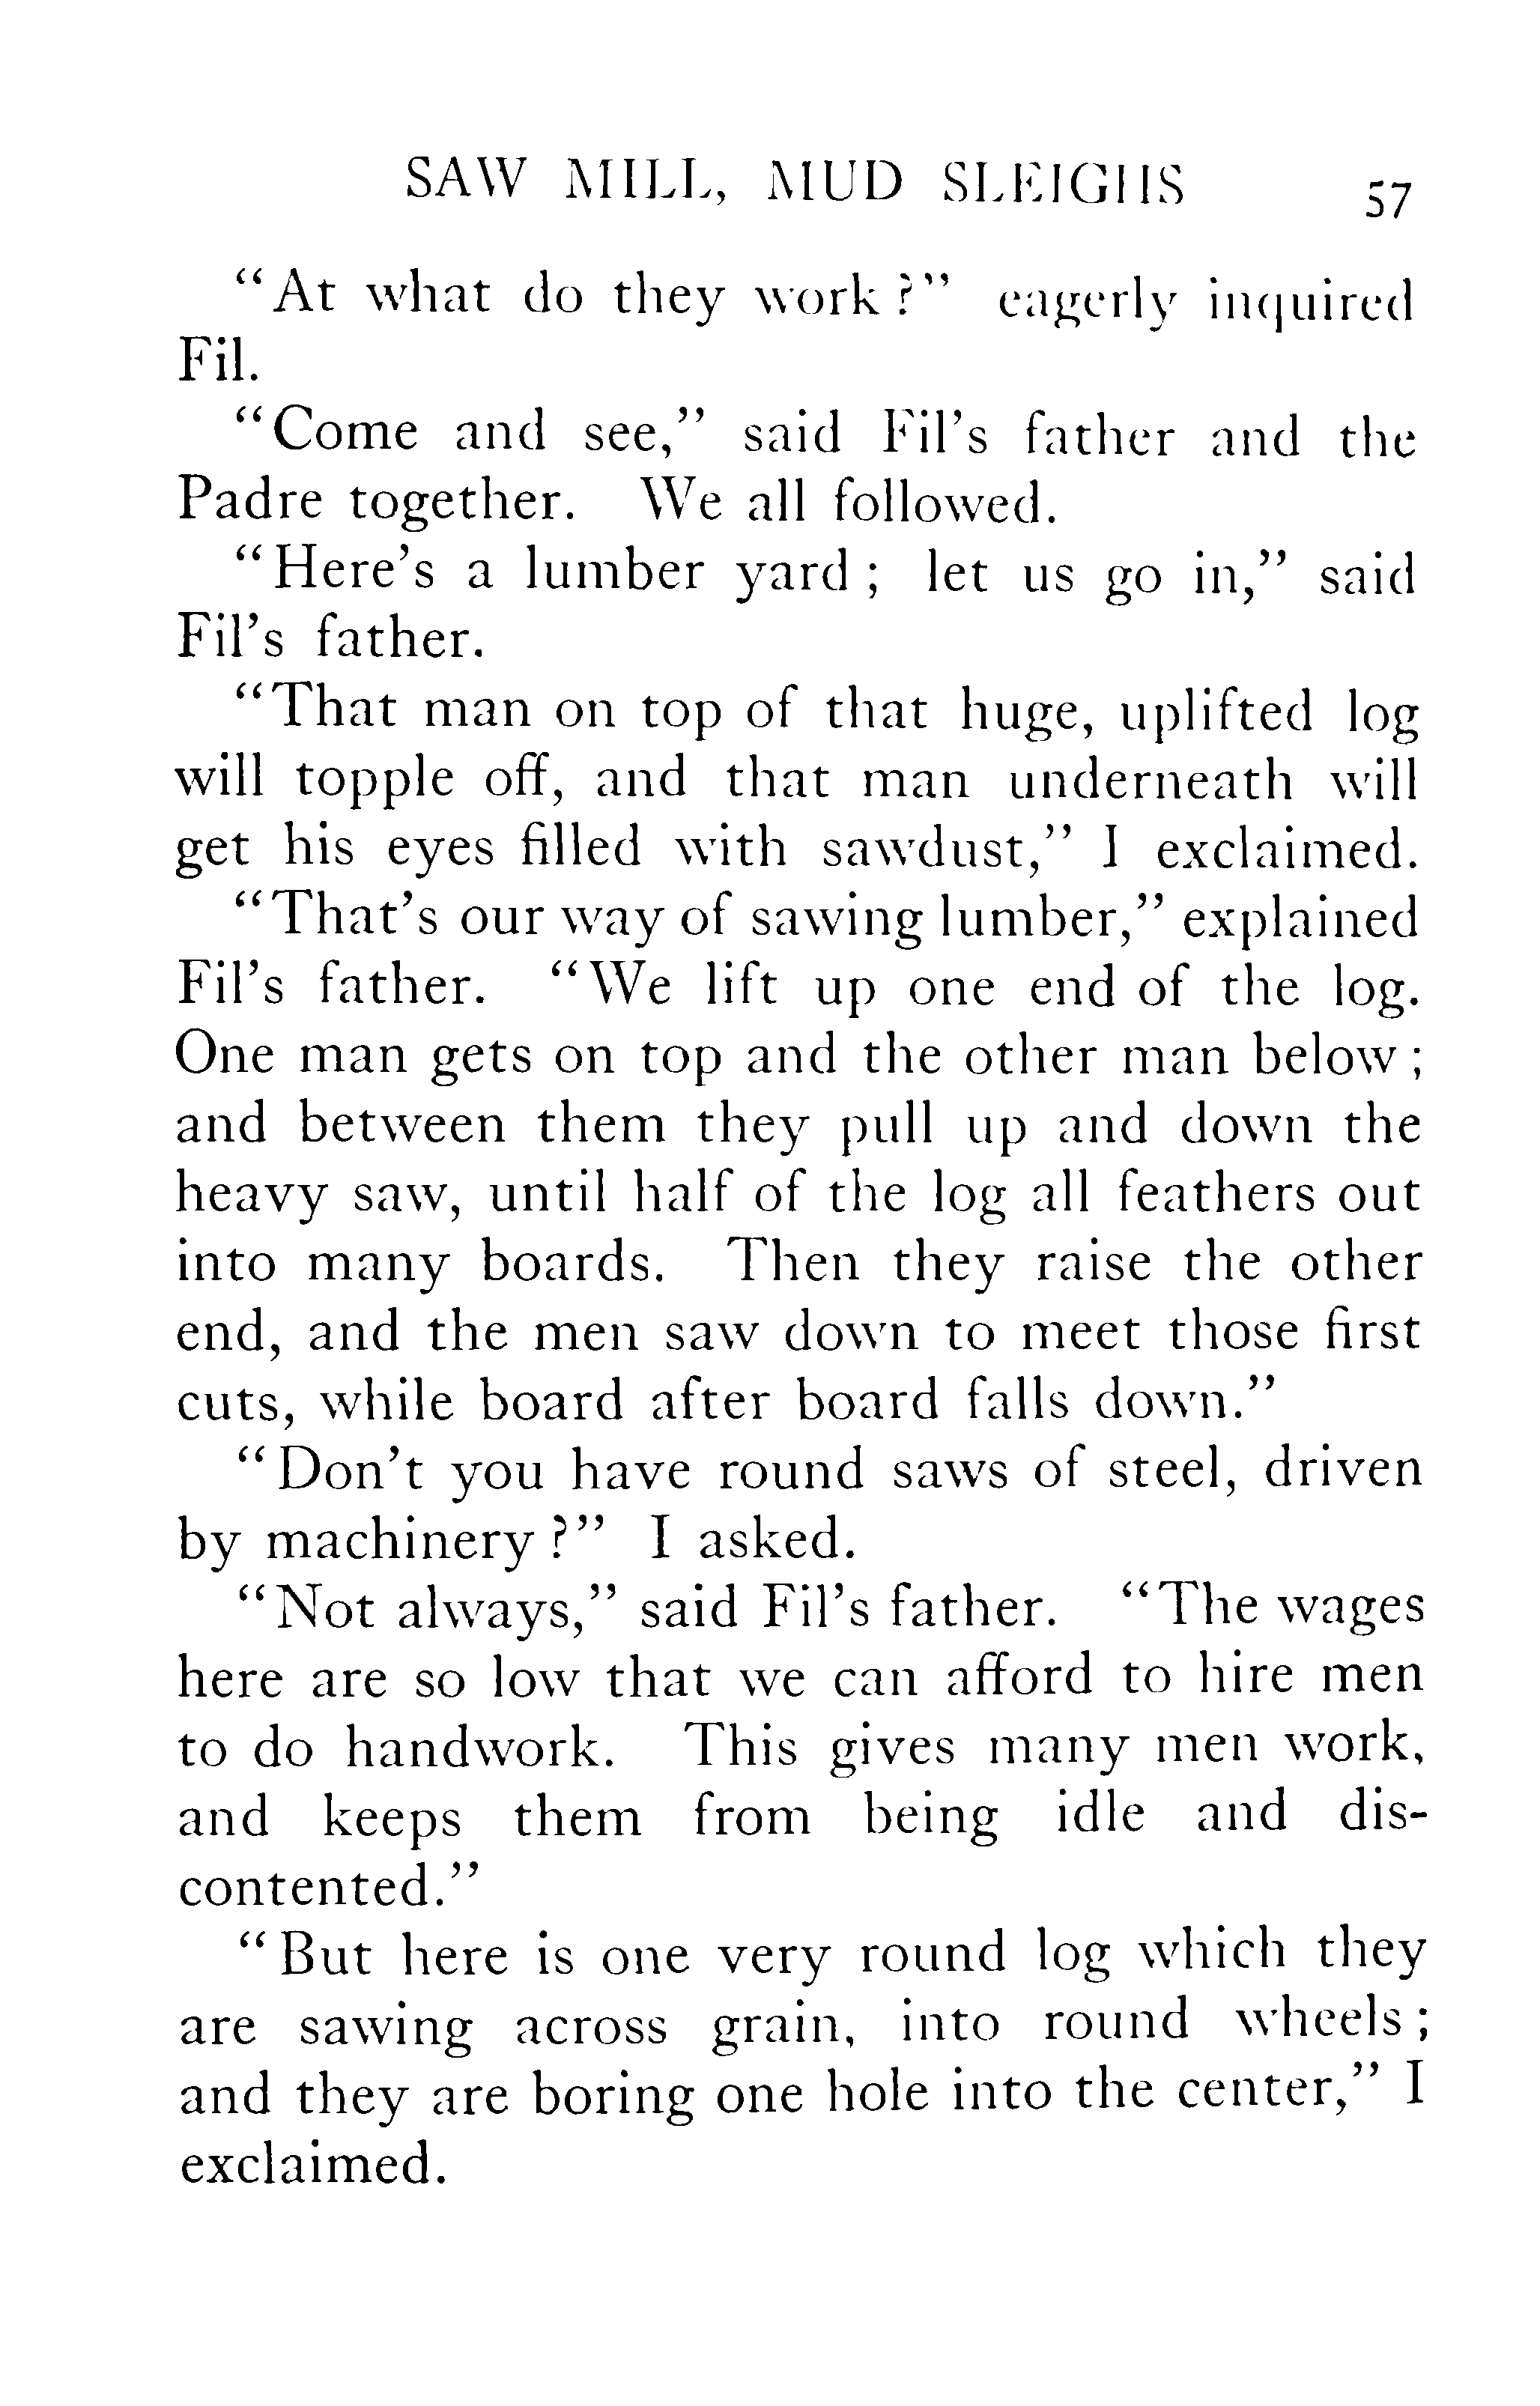 SAW MILL, MUD SLEIGHS 57
“At what do they work?” eagerly inquired
Fil.
“Come and see,” said Fil’s father and the
Padre together. We all followed.
“Here’s a lumber yard; let us go in,” said
Fil’s father.
“That man on top of that huge, uplifted log
will topple off, and that man underneath will
get his eyes filled with sawdust,” I exclaimed.
“That’s our way of sawing lumber,” explained
Fil’s father. “We lift up one end of the log.
One man gets on top and the other man below;
and between them they pull up and down the
heavy saw, until half of the log all feathers out
into many boards. Then they raise the other
end, and the men saw down to meet those first
cuts, while board after board falls down.”
“Don’t you have round saws of steel, driven
by machinery?” I asked.
“Not always,” said Fil’s father. “The wages
here are so low that we can afford to hire men
to do handwork. This gives many men work,
and keeps them from being idle and dis-
contented.”
“But here is one very round log which they
are sawing across grain, into round wheels;
and they are boring one hole into the center,” I
exclaimed.